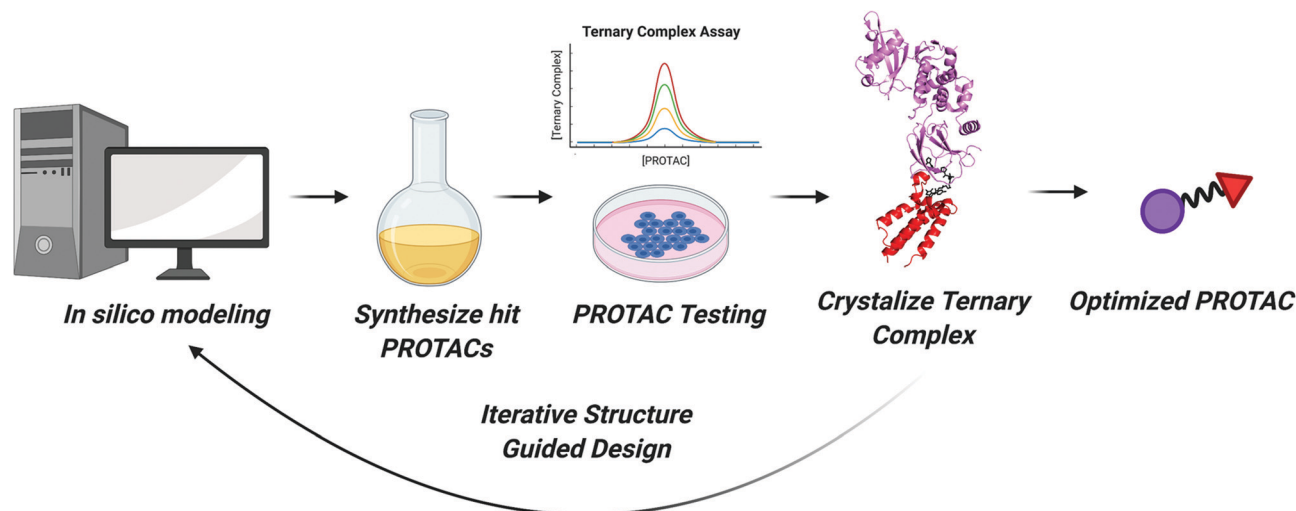 Ternary Complex Assay
[Ternary Complex]
[PROTAC]
In silico modeling
Synthesize hit
PROTACs
PROTAC Testing
Crystalize Ternary
Complex
Optimized PROTAC
Iterative Structure
Guided Design